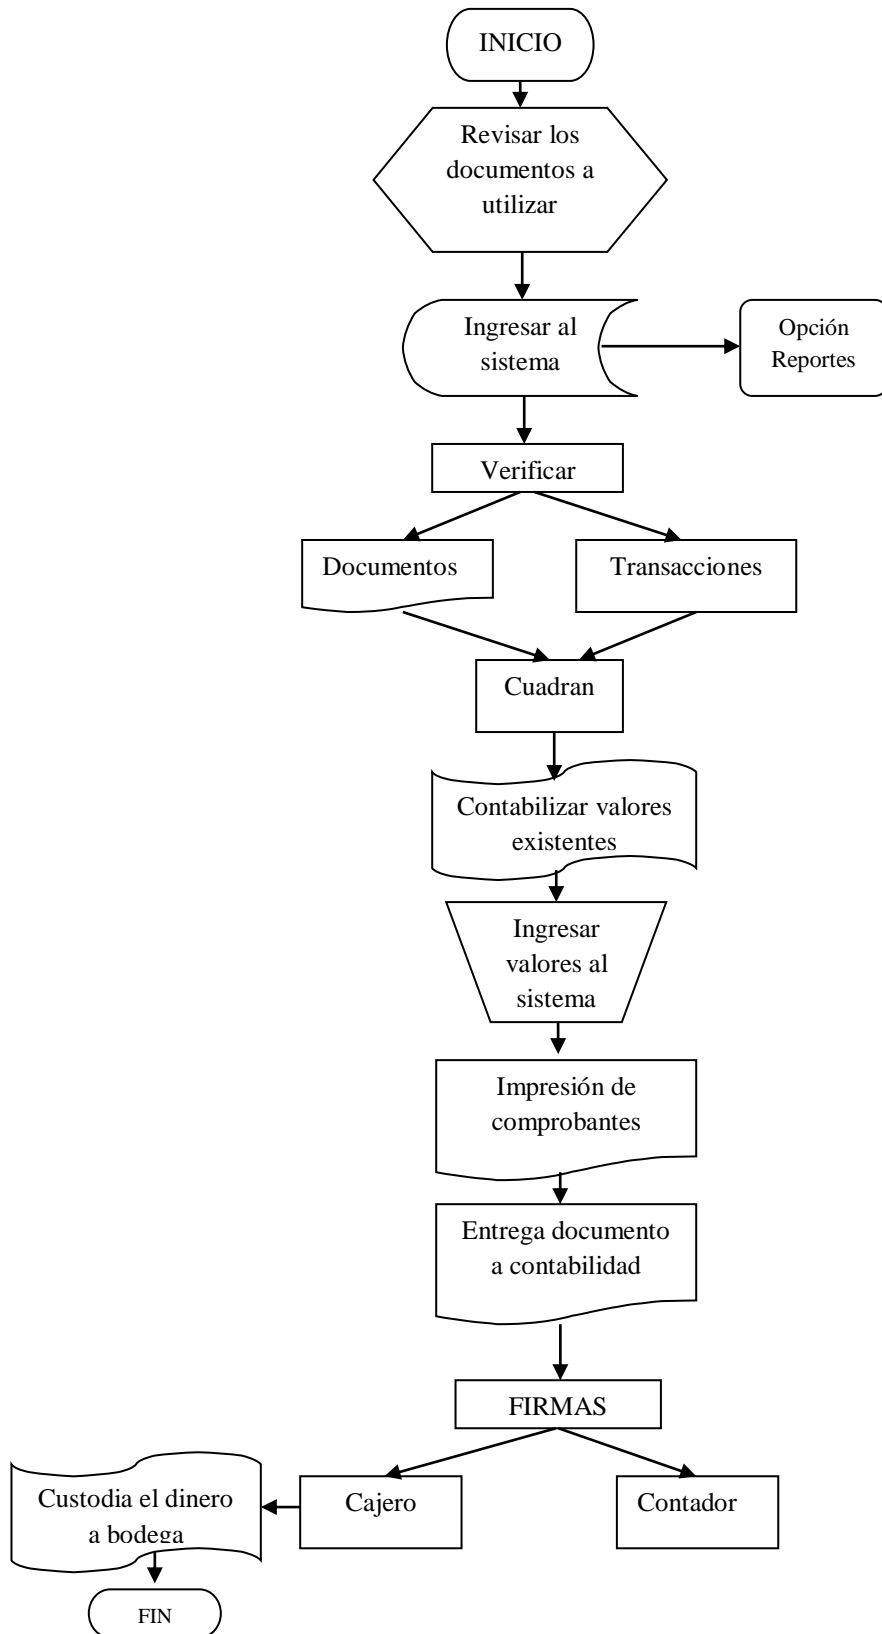 INICIO
Revisar los
documentos a
utilizar
Ingresar al
sistema
Opción
Reportes
Verificar
Documentos
Transacciones
Cuadran
Contabilizar valores
existentes
Ingresar
valores al
sistema
Impresión de
comprobantes
Entrega documento
a contabilidad
FIRMAS
Custodia el dinero
a bodega
Cajero
Contador
FIN